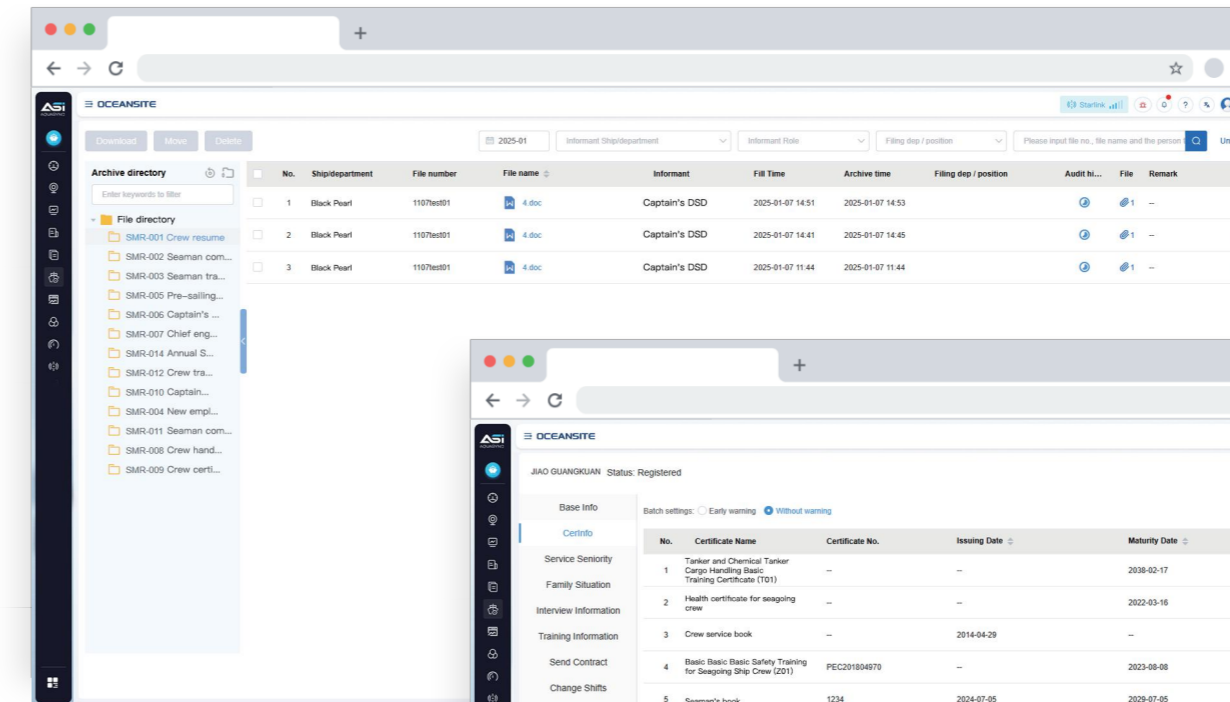 ASi
AQUASYNC
OCEANSITE
Starlink
Download Move Delete
2025-01 Informant Ship/department Informant Role Filing dep / position Please input file no., file name and the person Un
Archive directory
Enter keywords to filter
File directory
SMR-001 Crew resume
SMR-002 Seaman com...
SMR-003 Seaman tra...
SMR-005 Pre-sailing...
SMR-006 Captain's ...
SMR-007 Chief eng...
SMR-014 Annual S...
SMR-012 Crew tra...
SMR-010 Captain...
SMR-004 New empl...
SMR-011 Seaman com...
SMR-008 Crew hand...
SMR-009 Crew certi...
No. Ship/department File number File name Informant Fill Time Archive time Filing dep / position Audit hi... File Remark
1 Black Pearl 1107test01 4.doc Captain's DSD 2025-01-07 14:51 2025-01-07 14:53 1 --
2 Black Pearl 1107test01 4.doc Captain's DSD 2025-01-07 14:41 2025-01-07 14:45 1 --
3 Black Pearl 1107test01 4.doc Captain's DSD 2025-01-07 11:44 2025-01-07 11:44 1 --
ASi
AQUASYNC
OCEANSITE
JIAO GUANGKUAN Status: Registered
Base Info
CerInfo
Service Seniority
Family Situation
Interview Information
Training Information
Send Contract
Change Shifts
Batch settings: Early warning Without warning
No. Certificate Name Certificate No. Issuing Date Maturity Date
1 Tanker and Chemical Tanker
Cargo Handling Basic
Training Certificate (T01) -- -- 2038-02-17
2 Health certificate for seagoing
crew -- -- 2022-03-16
3 Crew service book -- 2014-04-29 --
4 Basic Basic Basic Safety Training
for Seagoing Ship Crew (Z01) PEC201804970 -- 2023-08-08
5 Seaman's book 1234 2024-07-05 2029-07-05